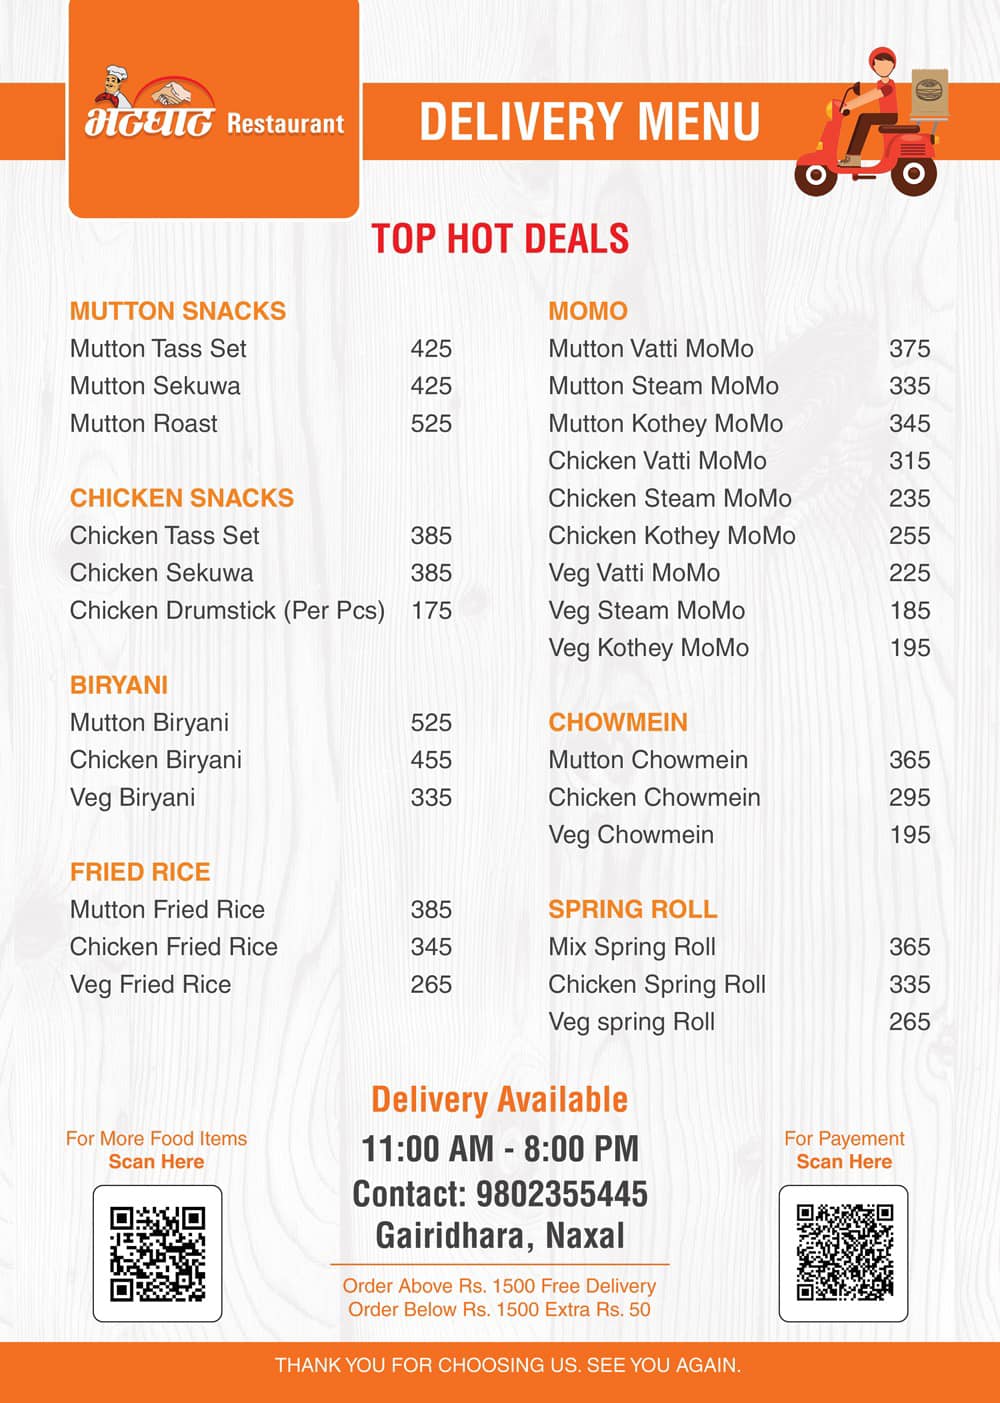 भेटघाट Restaurant
DELIVERY MENU
TOP HOT DEALS
MUTTON SNACKS
Mutton Tass Set 425
Mutton Sekuwa 425
Mutton Roast 525
CHICKEN SNACKS
Chicken Tass Set 385
Chicken Sekuwa 385
Chicken Drumstick (Per Pcs) 175
BIRYANI
Mutton Biryani 525
Chicken Biryani 455
Veg Biryani 335
FRIED RICE
Mutton Fried Rice 385
Chicken Fried Rice 345
Veg Fried Rice 265
MOMO
Mutton Vatti MoMo 375
Mutton Steam MoMo 335
Mutton Kothey MoMo 345
Chicken Vatti MoMo 315
Chicken Steam MoMo 235
Chicken Kothey MoMo 255
Veg Vatti MoMo 225
Veg Steam MoMo 185
Veg Kothey MoMo 195
CHOWMEIN
Mutton Chowmein 365
Chicken Chowmein 295
Veg Chowmein 195
SPRING ROLL
Mix Spring Roll 365
Chicken Spring Roll 335
Veg spring Roll 265
For More Food Items
Scan Here
Delivery Available
11:00 AM - 8:00 PM
Contact: 9802355445
Gairidhara, Naxal
Order Above Rs. 1500 Free Delivery
Order Below Rs. 1500 Extra Rs. 50
For Payement
Scan Here
THANK YOU FOR CHOOSING US. SEE YOU AGAIN.